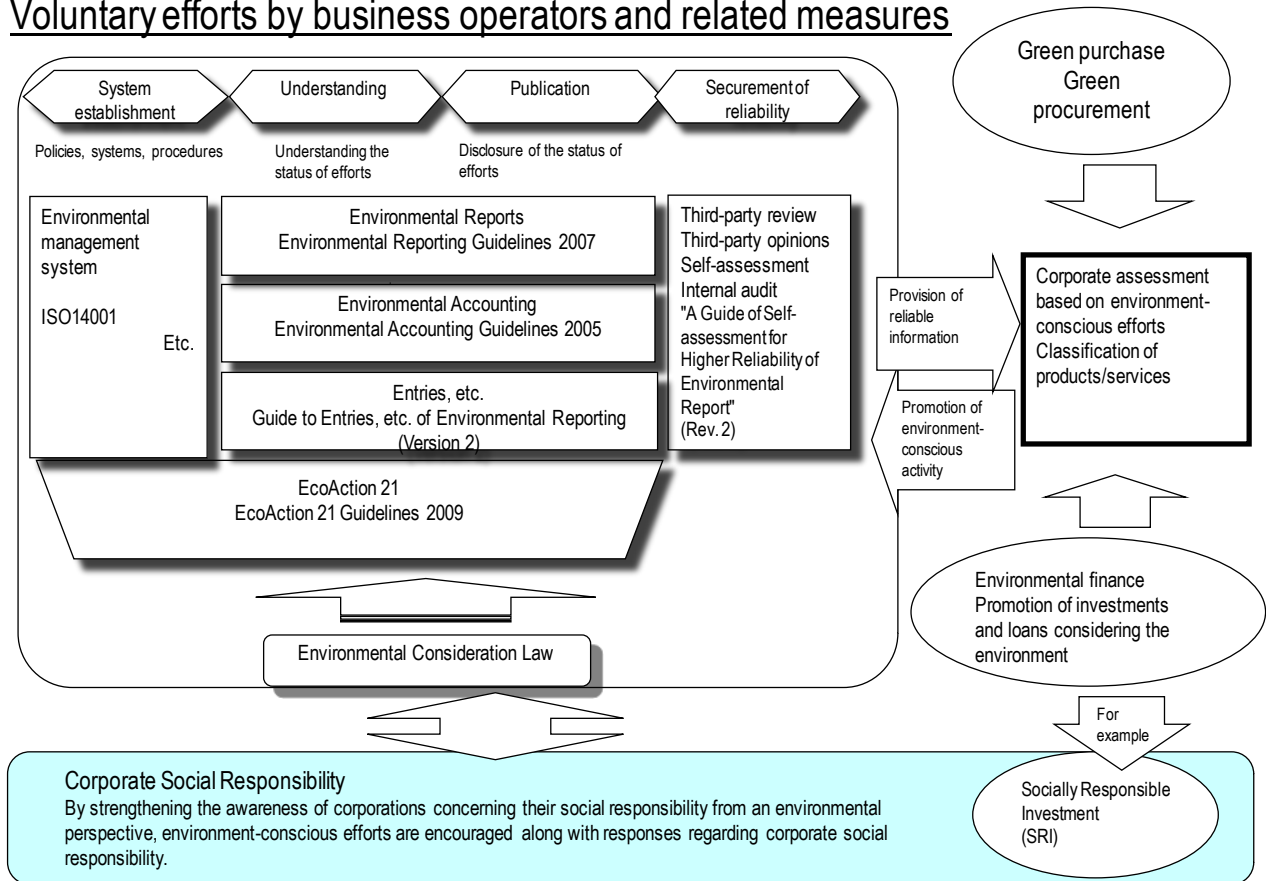 Voluntary efforts by business operators and related measures
System
establishment
Understanding
Publication
Securement of
reliability
Policies, systems, procedures
Understanding the
status of efforts
Disclosure of the status of
efforts
Environmental
management
system
ISO14001
Etc.
Environmental Reports
Environmental Reporting Guidelines 2007
Environmental Accounting
Environmental Accounting Guidelines 2005
Entries, etc.
Guide to Entries, etc. of Environmental Reporting
(Version 2)
Third-party review
Third-party opinions
Self-assessment
Internal audit
"A Guide of Self-
assessment for
Higher Reliability of
Environmental
Report"
(Rev. 2)
EcoAction 21
EcoAction 21 Guidelines 2009
Environmental Consideration Law
Green purchase
Green
procurement
Provision of
reliable
information
Promotion of
environment-
conscious
activity
Corporate assessment
based on environment-
conscious efforts
Classification of
products/services
Environmental finance
Promotion of investments
and loans considering the
environment
For
example
Socially Responsible
Investment
(SRI)
Corporate Social Responsibility
By strengthening the awareness of corporations concerning their social responsibility from an environmental
perspective, environment-conscious efforts are encouraged along with responses regarding corporate social
responsibility.